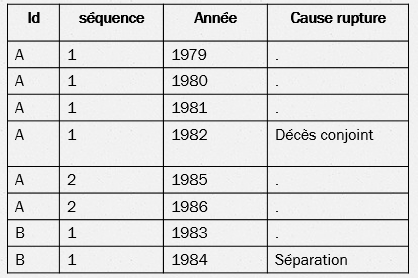 Id séquence Année Cause rupture
A 1 1979 .
A 1 1980 .
A 1 1981 .
A 1 1982 Décès conjoint
A 2 1985 .
A 2 1986 .
B 1 1983 .
B 1 1984 Séparation